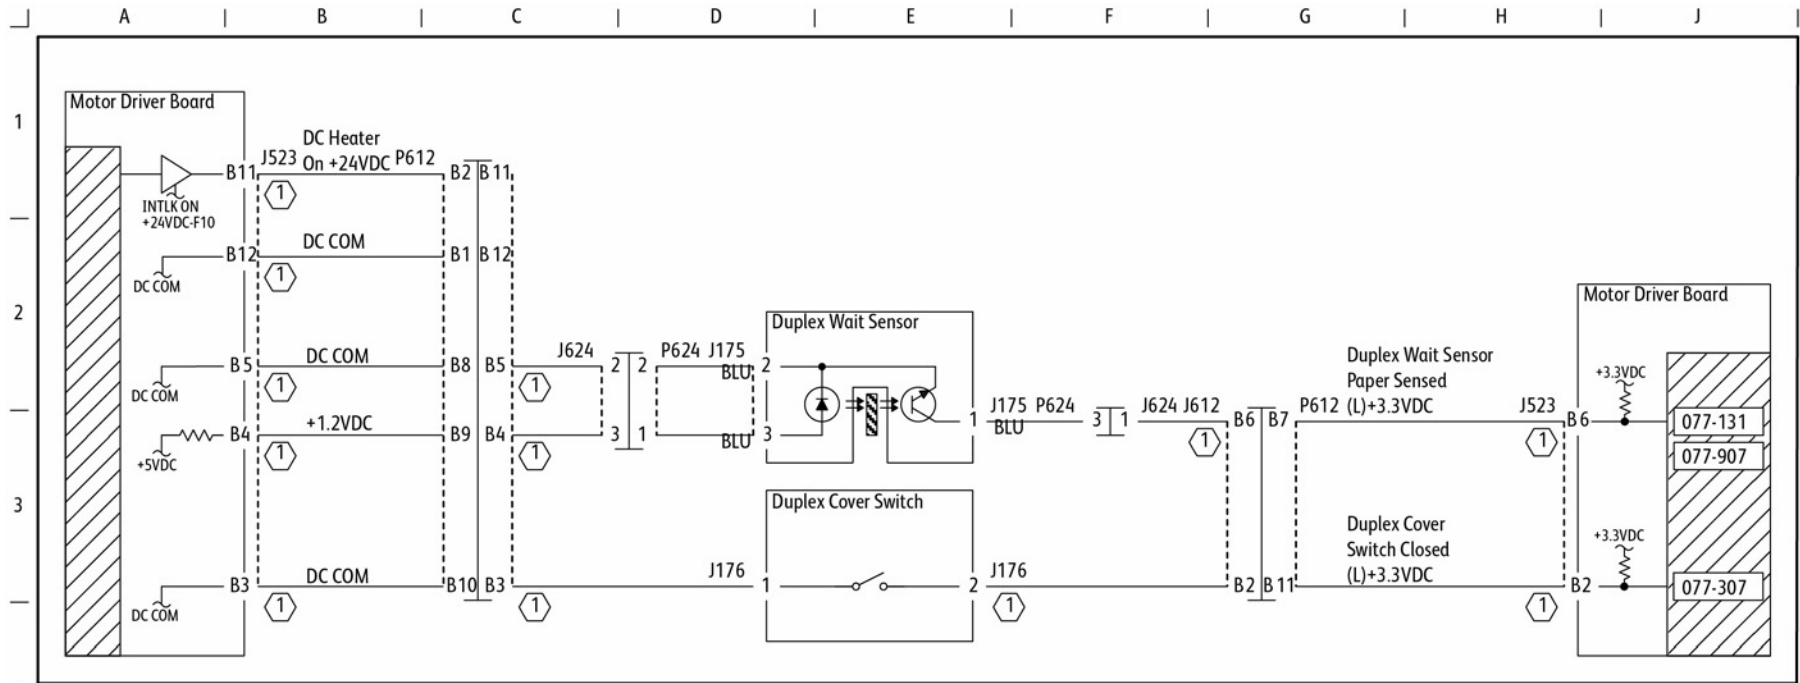 A B C D E F G H J
1
2
3
Motor Driver Board
INTLK ON
+24VDC-F10
DC COM
DC COM
+5VDC
DC COM
B11 J523 DC Heater
On +24VDC P612 B2 B11
1
B12 DC COM B1 B12
1
B5 DC COM B8 B5
1
1
B4 +1.2VDC B9 B4
1
1
B3 DC COM B10 B3
1
1
J624 2 2 P624 J175
BLU 2
3 1 BLU 3
Duplex Wait Sensor
1 J175 P624 3 1 J624 J612
BLU
1
B6 B7 P612
Duplex Wait Sensor
Paper Sensed
(L)+3.3VDC
J523 B6
1
Duplex Cover Switch
J176 1 2 J176
1
B2 B11
Duplex Cover
Switch Closed
(L)+3.3VDC
1
B2
Motor Driver Board
+3.3VDC
077-131
077-907
+3.3VDC
077-307